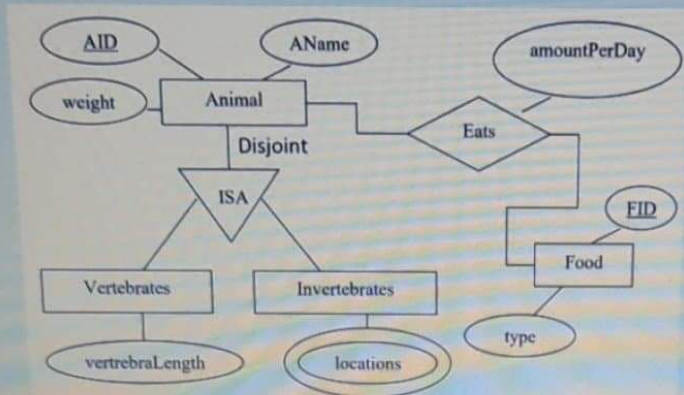 AID
AName
amountPerDay
weight
Animal
Eats
Disjoint
ISA
FID
Vertebrates
Invertebrates
Food
vertrebraLength
locations
type